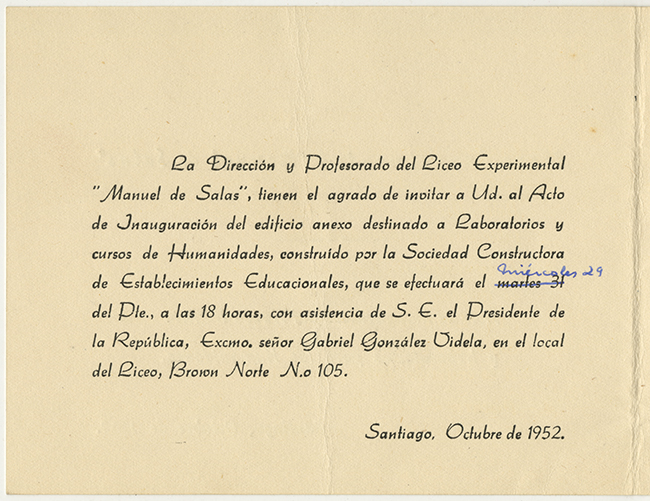 La Dirección y Profesorado del Liceo Experimental
"Manuel de Salas", tienen el agrado de invitar a Ud. al Acto
de Inauguración del edificio anexo destinado a Laboratorios y
cursos de Humanidades, construído por la Sociedad Constructora
miércoles 29
de Establecimientos Educacionales, que se efectuará el martes 31
del Pte., a las 18 horas, con asistencia de S. E. el Presidente de
la República, Excmo. señor Gabriel González Videla, en el local
del Liceo, Brown Norte N.o 105.
Santiago, Octubre de 1952.